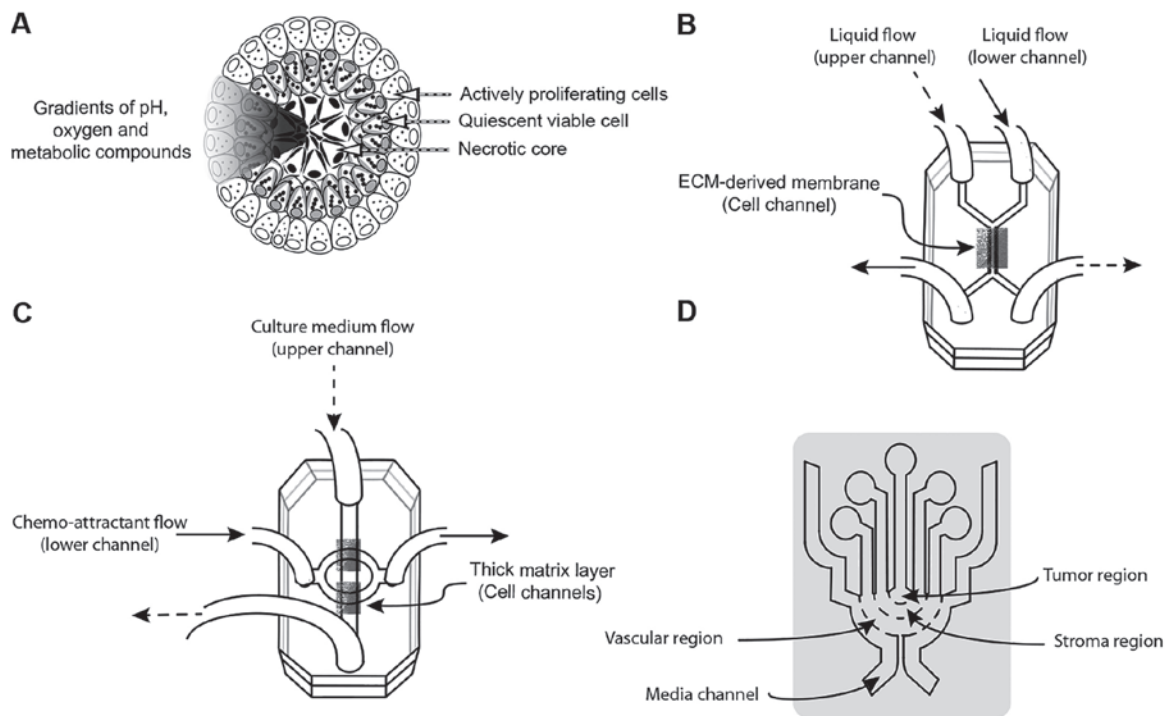 A
Gradients of pH,
oxygen and
metabolic compounds
Actively proliferating cells
Quiescent viable cell
Necrotic core
B
Liquid flow
(upper channel)
Liquid flow
(lower channel)
ECM-derived membrane
(Cell channel)
C
Culture medium flow
(upper channel)
Chemo-attractant flow
(lower channel)
Thick matrix layer
(Cell channels)
D
Tumor region
Vascular region
Stroma region
Media channel